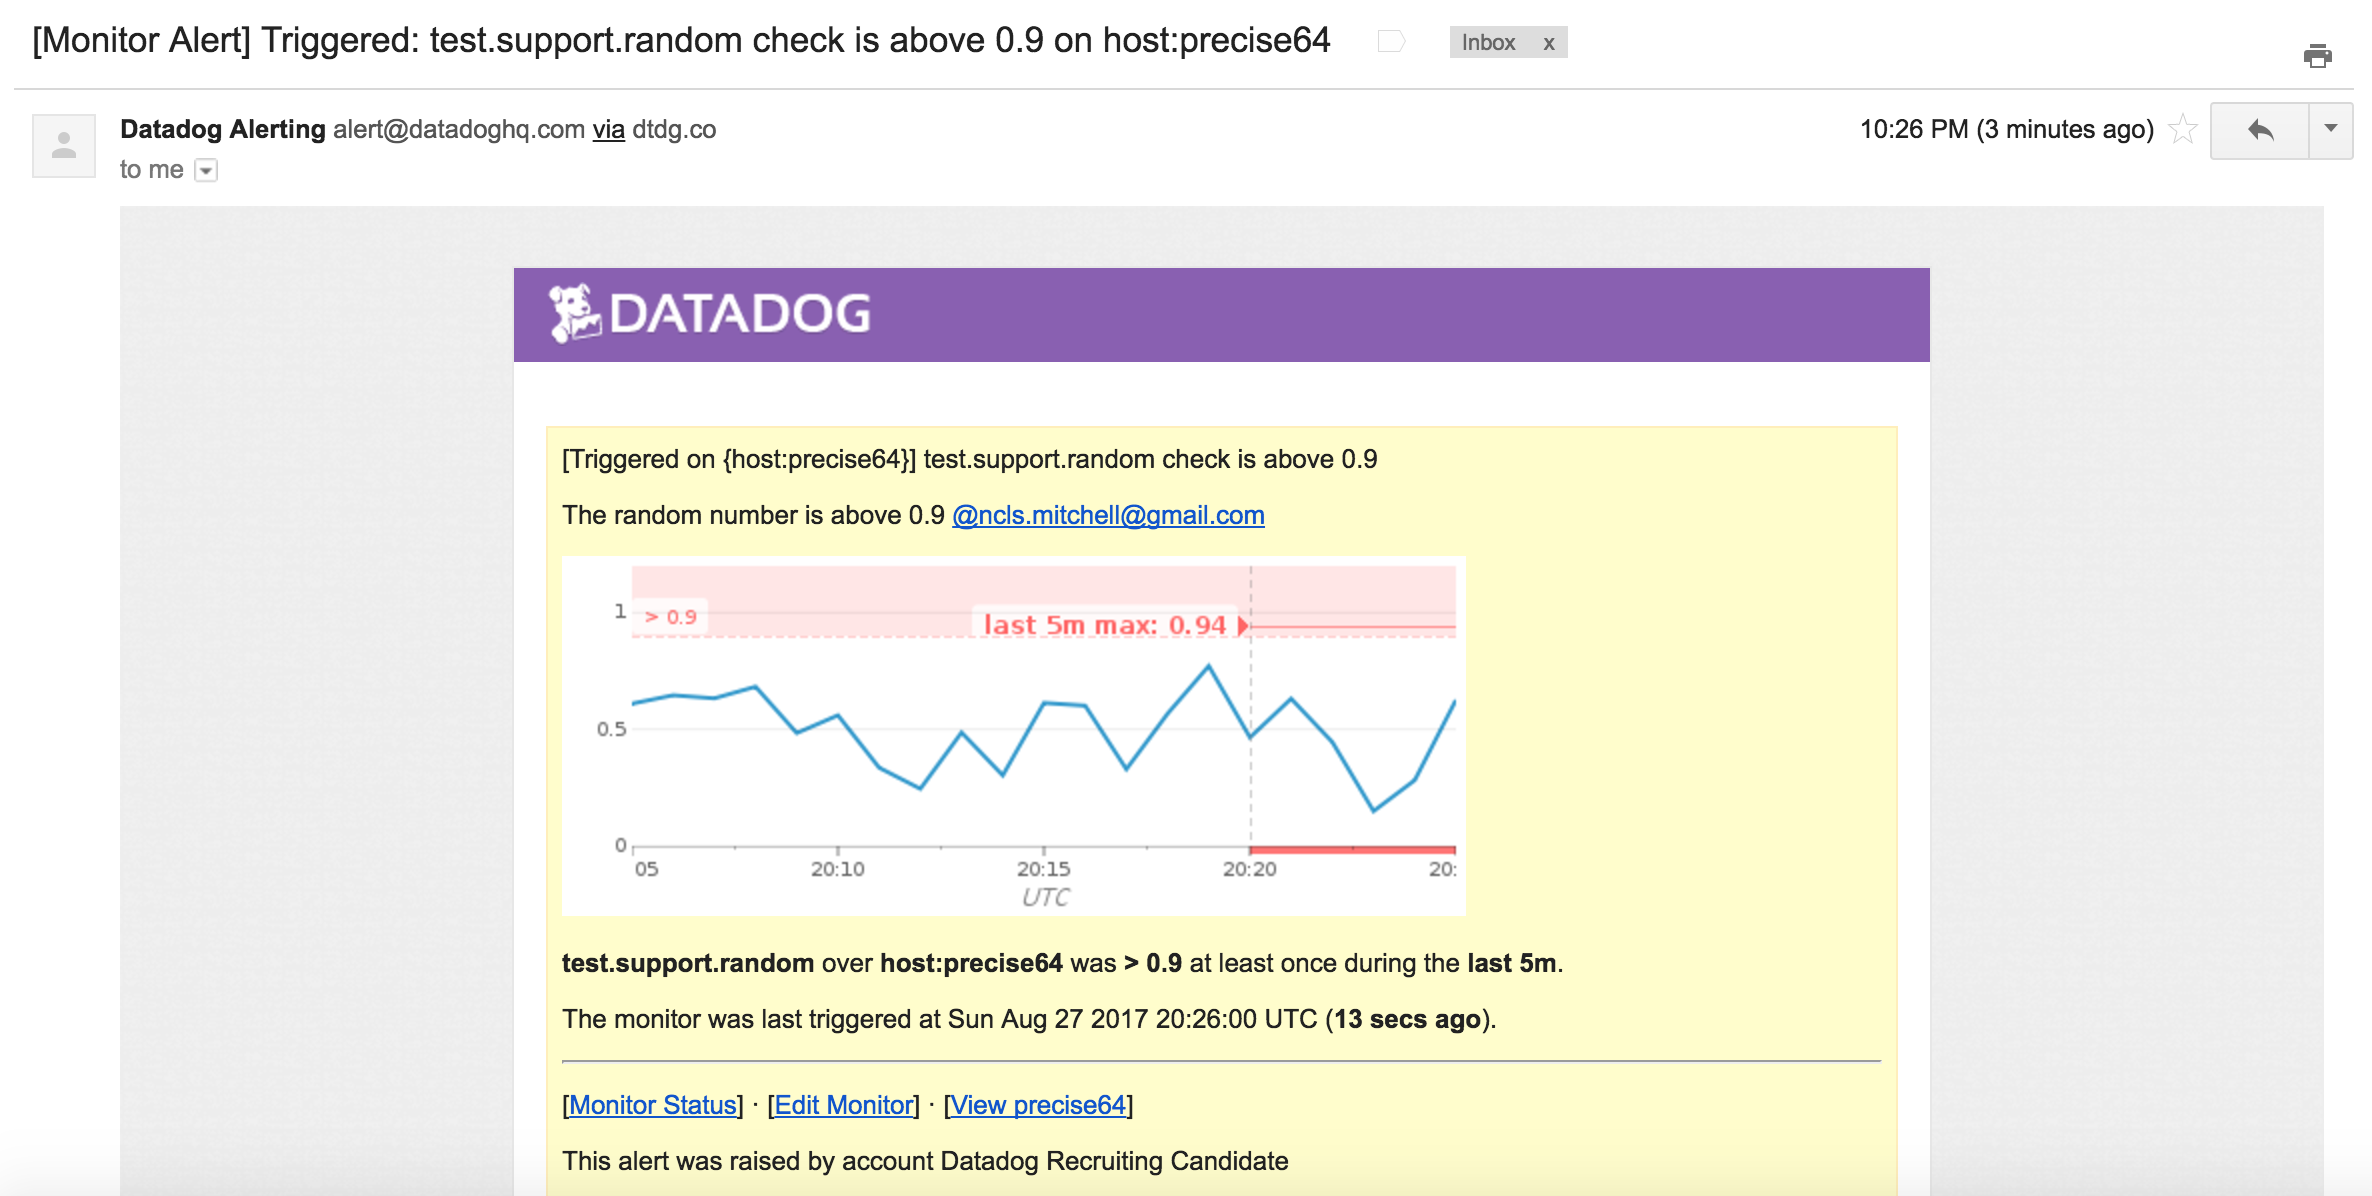 [Monitor Alert] Triggered: test.support.random check is above 0.9 on host:precise64
Inbox x
Datadog Alerting alert@datadoghq.com via dtdg.co
10:26 PM (3 minutes ago)
to me
DATADOG
[Triggered on {host:precise64}] test.support.random check is above 0.9
The random number is above 0.9 @ncls.mitchell@gmail.com
1
> 0.9
last 5m max: 0.94
0.5
0
05 20:10 20:15 20:20 20:
UTC
test.support.random over host:precise64 was > 0.9 at least once during the last 5m.
The monitor was last triggered at Sun Aug 27 2017 20:26:00 UTC (13 secs ago).
[Monitor Status] · [Edit Monitor] · [View precise64]
This alert was raised by account Datadog Recruiting Candidate